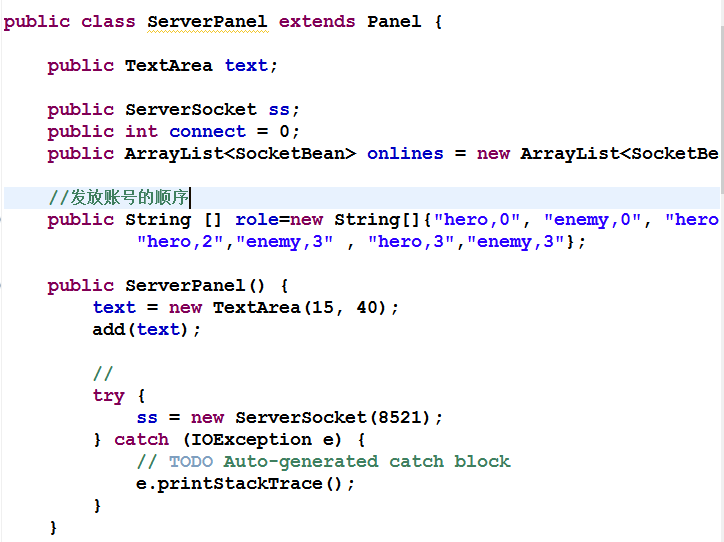 public class ServerPanel extends Panel {
public TextArea text;
public ServerSocket ss;
public int connect = 0;
public ArrayList<SocketBean> onlines = new ArrayList<SocketBe
//发放账号的顺序
public String [] role=new String[]{"hero,0", "enemy,0", "hero
"hero,2","enemy,3" , "hero,3","enemy,3"};
public ServerPanel() {
text = new TextArea(15, 40);
add(text);
//
try {
ss = new ServerSocket(8521);
} catch (IOException e) {
// TODO Auto-generated catch block
e.printStackTrace();
}
}